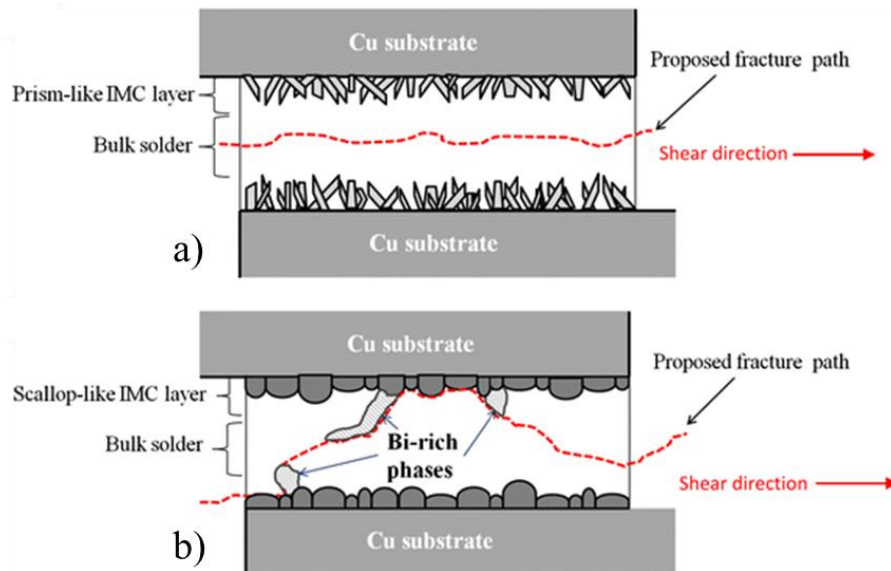 Cu substrate
Proposed fracture path
Prism-like IMC layer
Bulk solder
Shear direction
Cu substrate
a)
Cu substrate
Proposed fracture path
Scallop-like IMC layer
Bulk solder
Bi-rich
phases
Shear direction
Cu substrate
b)